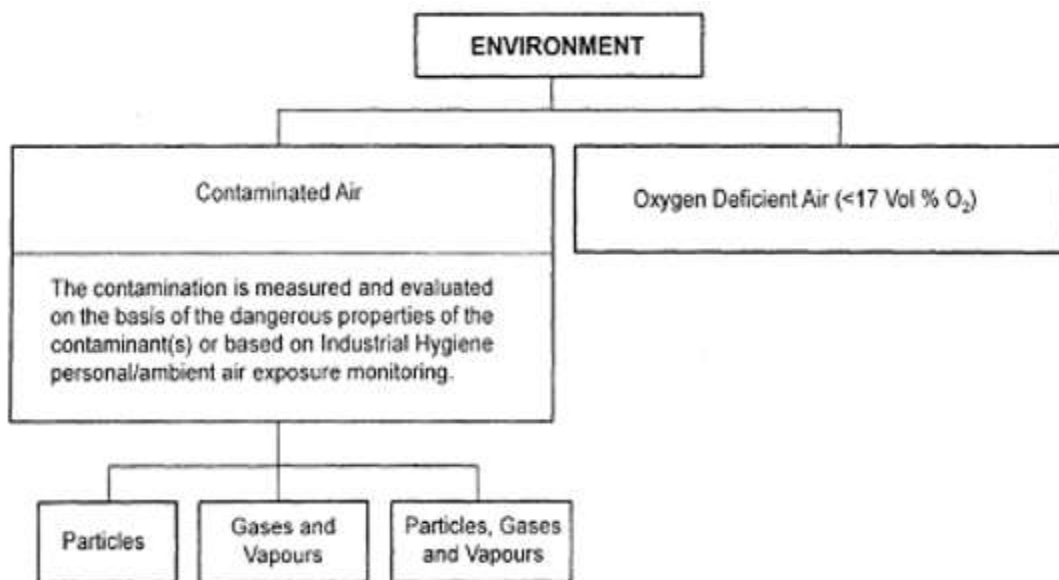 ENVIRONMENT
Contaminated Air
Oxygen Deficient Air (<17 Vol % O₂)
The contamination is measured and evaluated
on the basis of the dangerous properties of the
contaminant(s) or based on Industrial Hygiene
personal/ambient air exposure monitoring.
Particles
Gases and
Vapours
Particles, Gases
and Vapours